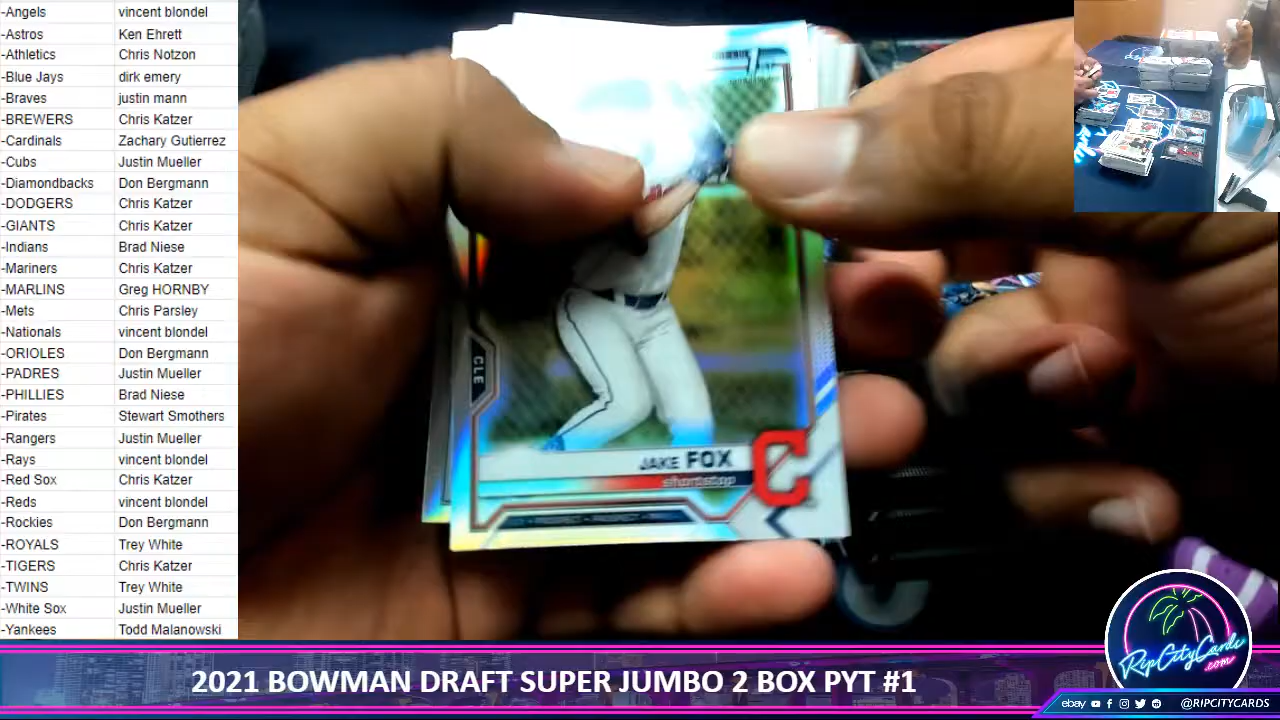 -Angels vincent blondel
-Astros Ken Ehrett
-Athletics Chris Notzon
-Blue Jays dirk emery
-Braves justin mann
-BREWERS Chris Katzer
-Cardinals Zachary Gutierrez
-Cubs Justin Mueller
-Diamondbacks Don Bergmann
-DODGERS Chris Katzer
-GIANTS Chris Katzer
-Indians Brad Niese
-Mariners Chris Katzer
-MARLINS Greg HORNBY
-Mets Chris Parsley
-Nationals vincent blondel
-ORIOLES Don Bergmann
-PADRES Justin Mueller
-PHILLIES Brad Niese
-Pirates Stewart Smothers
-Rangers Justin Mueller
-Rays vincent blondel
-Red Sox Chris Katzer
-Reds vincent blondel
-Rockies Don Bergmann
-ROYALS Trey White
-TIGERS Chris Katzer
-TWINS Trey White
-White Sox Justin Mueller
-Yankees Todd Malanowski
CLE
JAKE FOX
shortstop
C
2021 BOWMAN DRAFT SUPER JUMBO 2 BOX PYT #1
RipCityCards
.com
ebay
@RIPCITYCARDS